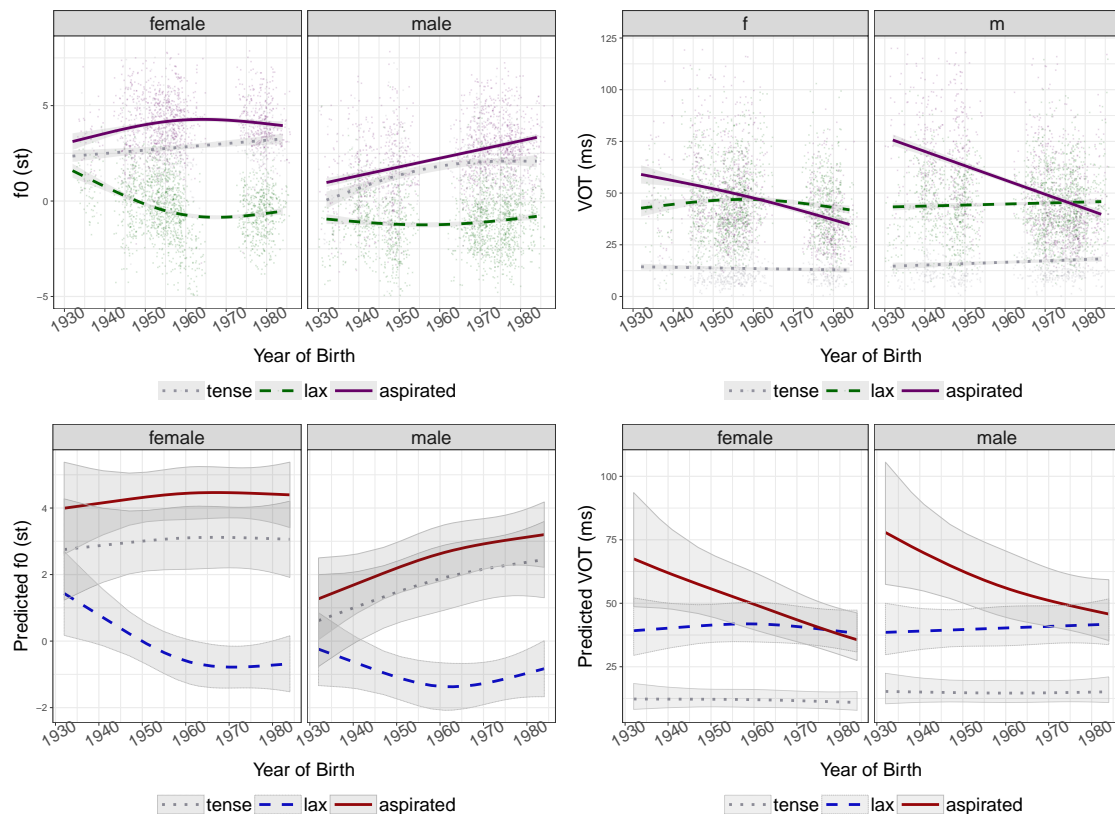 female male
f0 (st)
5
0
−5
1930 1940 1950 1960 1970 1980 1930 1940 1950 1960 1970 1980
Year of Birth
tense lax aspirated
f m
VOT (ms)
125
100
75
50
25
0
1930 1940 1950 1960 1970 1980 1930 1940 1950 1960 1970 1980
Year of Birth
tense lax aspirated
female male
Predicted f0 (st)
4
2
0
−2
1930 1940 1950 1960 1970 1980 1930 1940 1950 1960 1970 1980
Year of Birth
tense lax aspirated
female male
Predicted VOT (ms)
100
75
50
25
1930 1940 1950 1960 1970 1980 1930 1940 1950 1960 1970 1980
Year of Birth
tense lax aspirated